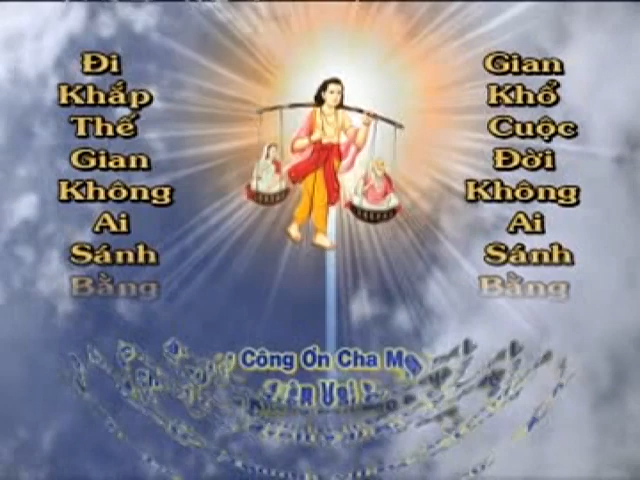 Đi
Khắp
Thế
Gian
Không
Ai
Sánh
Bằng
Gian
Khổ
Cuộc
Đời
Không
Ai
Sánh
Bằng
Công Ơn Cha Mẹ